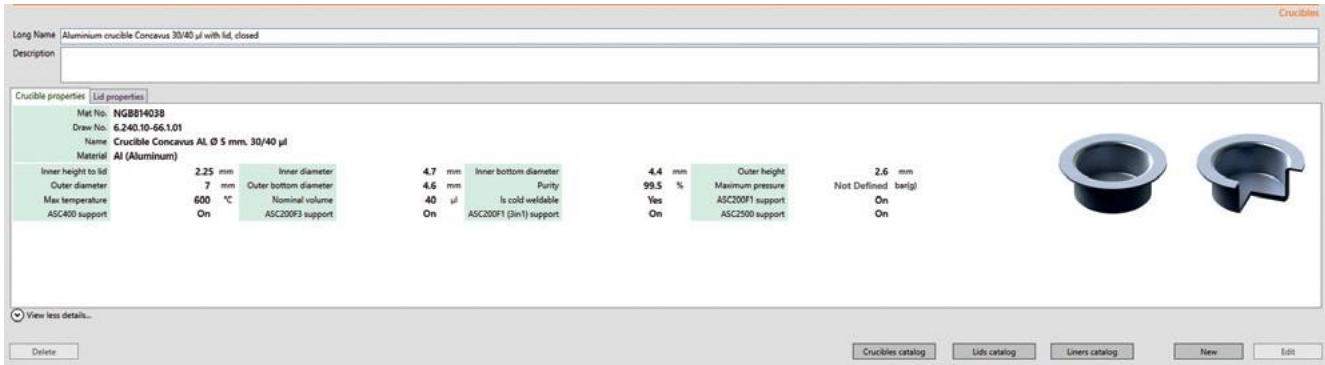 Crucibles
Long Name Aluminium crucible Concavus 30/40 µl with lid, closed
Description
Crucible properties Lid properties
Mat No. NGB814038
Draw No. 6.240.10-66.1.01
Name Crucible Concavus Al. Ø 5 mm. 30/40 µl
Material Al (Aluminum)
Inner height to lid 2.25 mm Inner diameter 4.7 mm Inner bottom diameter 4.4 mm Outer height 2.6 mm
Outer diameter 7 mm Outer bottom diameter 4.6 mm Purity 99.5 % Maximum pressure Not Defined bar(g)
Max temperature 600 °C Nominal volume 40 µl Is cold weldable Yes ASC200F1 support On
ASC400 support On ASC200F3 support On ASC200F1 (3in1) support On ASC2500 support On
View less details...
Delete Crucibles catalog Lids catalog Liners catalog New Edit